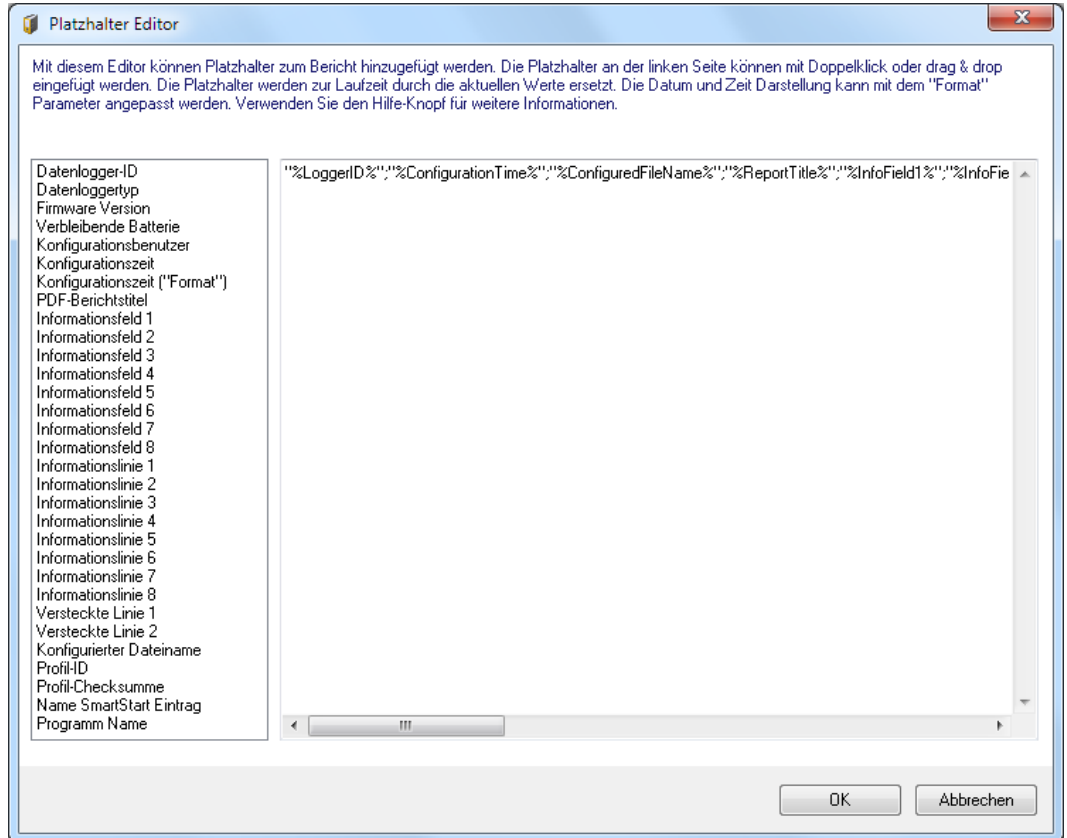 Platzhalter Editor
Mit diesem Editor können Platzhalter zum Bericht hinzugefügt werden. Die Platzhalter an der linken Seite können mit Doppelklick oder drag & drop
eingefügt werden. Die Platzhalter werden zur Laufzeit durch die aktuellen Werte ersetzt. Die Datum und Zeit Darstellung kann mit dem "Format"
Parameter angepasst werden. Verwenden Sie den Hilfe-Knopf für weitere Informationen.
Datenlogger-ID
Datenloggertyp
Firmware Version
Verbleibende Batterie
Konfigurationsbenutzer
Konfigurationszeit
Konfigurationszeit ("Format")
PDF-Berichtstitel
Informationsfeld 1
Informationsfeld 2
Informationsfeld 3
Informationsfeld 4
Informationsfeld 5
Informationsfeld 6
Informationsfeld 7
Informationsfeld 8
Informationslinie 1
Informationslinie 2
Informationslinie 3
Informationslinie 4
Informationslinie 5
Informationslinie 6
Informationslinie 7
Informationslinie 8
Versteckte Linie 1
Versteckte Linie 2
Konfigurierter Dateiname
Profil-ID
Profil-Checksumme
Name SmartStart Eintrag
Programm Name
"%LoggerID%";"%ConfigurationTime%";"%ConfiguredFileName%";"%ReportTitle%";"%InfoField1%";"%InfoFie
OK
Abbrechen